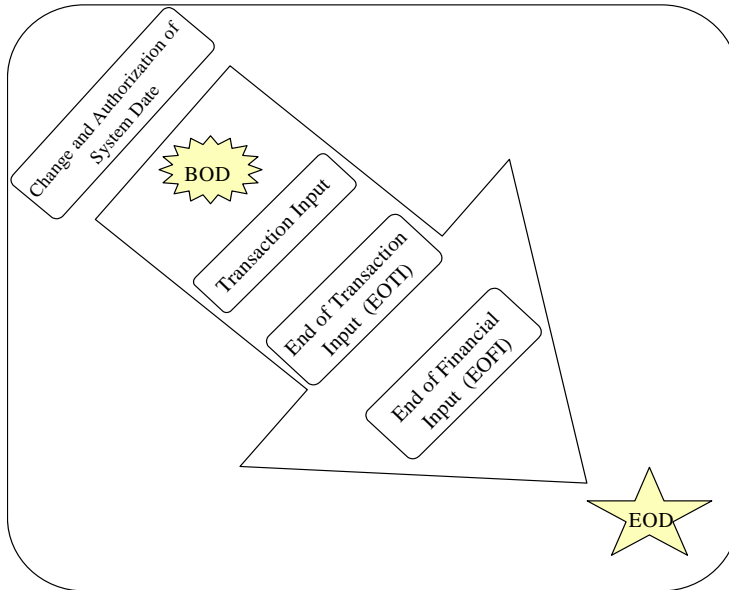 Change and Authorization of
System Date
BOD
Transaction Input
End of Transaction
Input (EOTI)
End of Financial
Input (EOFI)
EOD